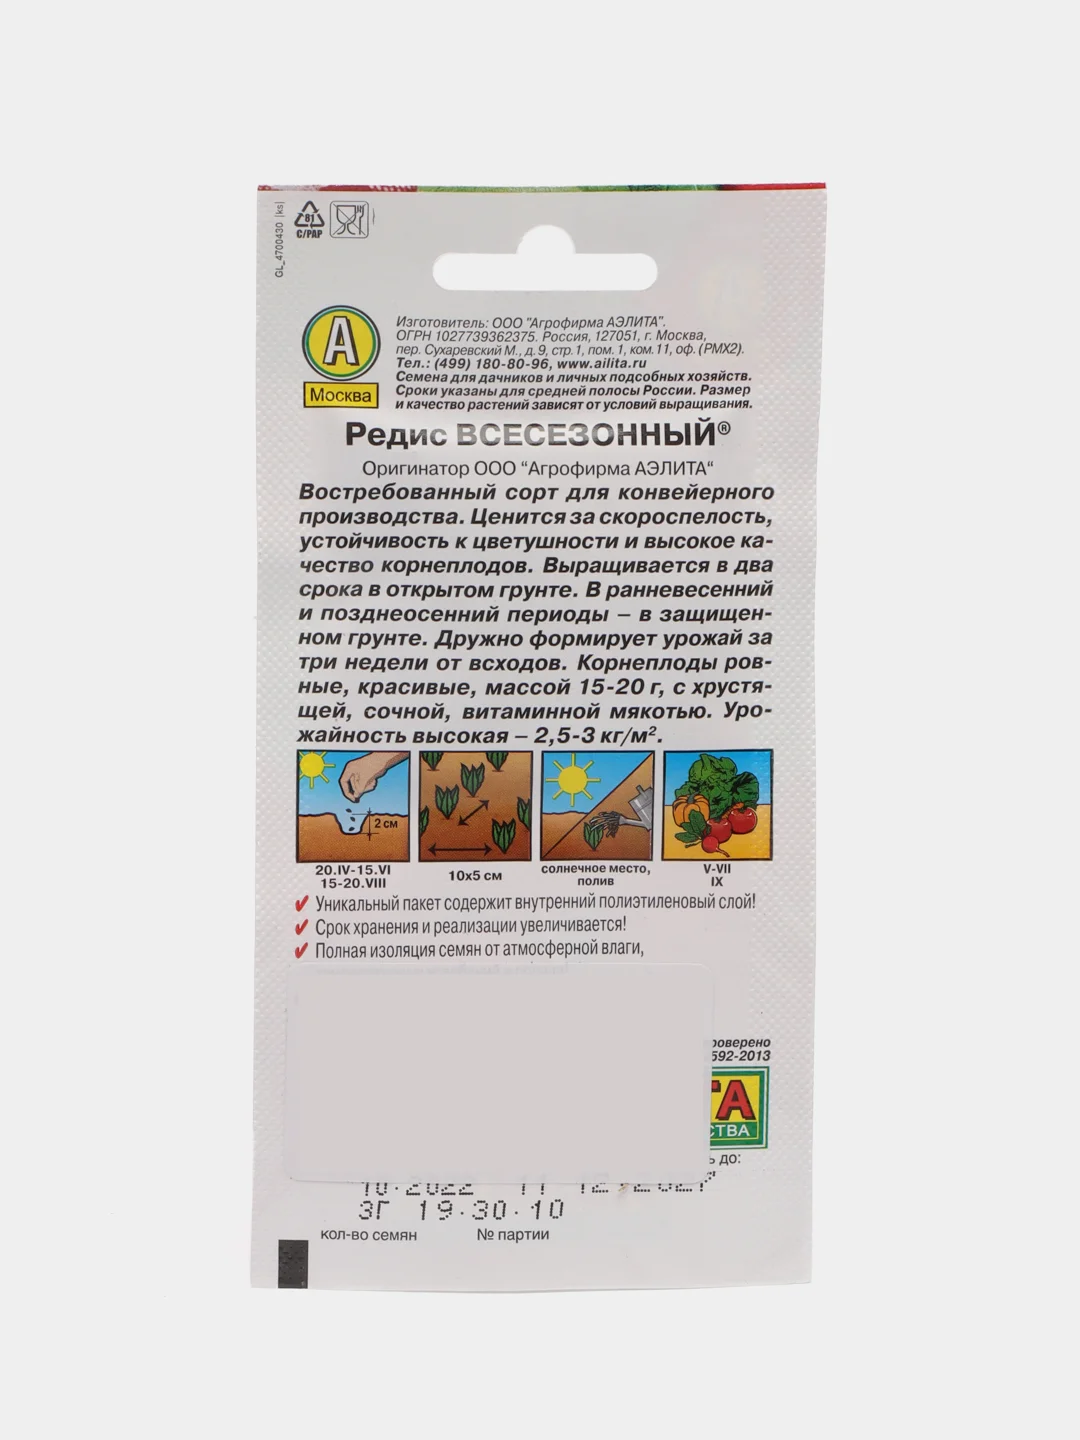 GL_4700430 [ks]
81
C/PAP
А
Москва
Изготовитель: ООО "Агрофирма АЭЛИТА".
ОГРН 1027739362375. Россия, 127051, г. Москва,
пер. Сухаревский М., д. 9, стр. 1, пом. 1, ком. 11, оф. (РМХ2).
Тел.: (499) 180-80-96, www.ailita.ru
Семена для дачников и личных подсобных хозяйств.
Сроки указаны для средней полосы России. Размер
и качество растений зависят от условий выращивания.
Редис ВСЕСЕЗОННЫЙ®
Оригинатор ООО “Агрофирма АЭЛИТА“
Востребованный сорт для конвейерного
производства. Ценится за скороспелость,
устойчивость к цветушности и высокое ка-
чество корнеплодов. Выращивается в два
срока в открытом грунте. В ранневесенний
и позднеосенний периоды – в защищен-
ном грунте. Дружно формирует урожай за
три недели от всходов. Корнеплоды ров-
ные, красивые, массой 15-20 г, с хрустя-
щей, сочной, витаминной мякотью. Уро-
жайность высокая – 2,5-3 кг/м².
2 см
20.IV-15.VI
15-20.VIII
10x5 см
солнечное место,
полив
V-VII
IX
Уникальный пакет содержит внутренний полиэтиленовый слой!
Срок хранения и реализации увеличивается!
Полная изоляция семян от атмосферной влаги,
роверено
592-2013
ТА
СТВА
ь до:
10.2022 11 12.2027
3Г 19.30.10
кол-во семян № партии